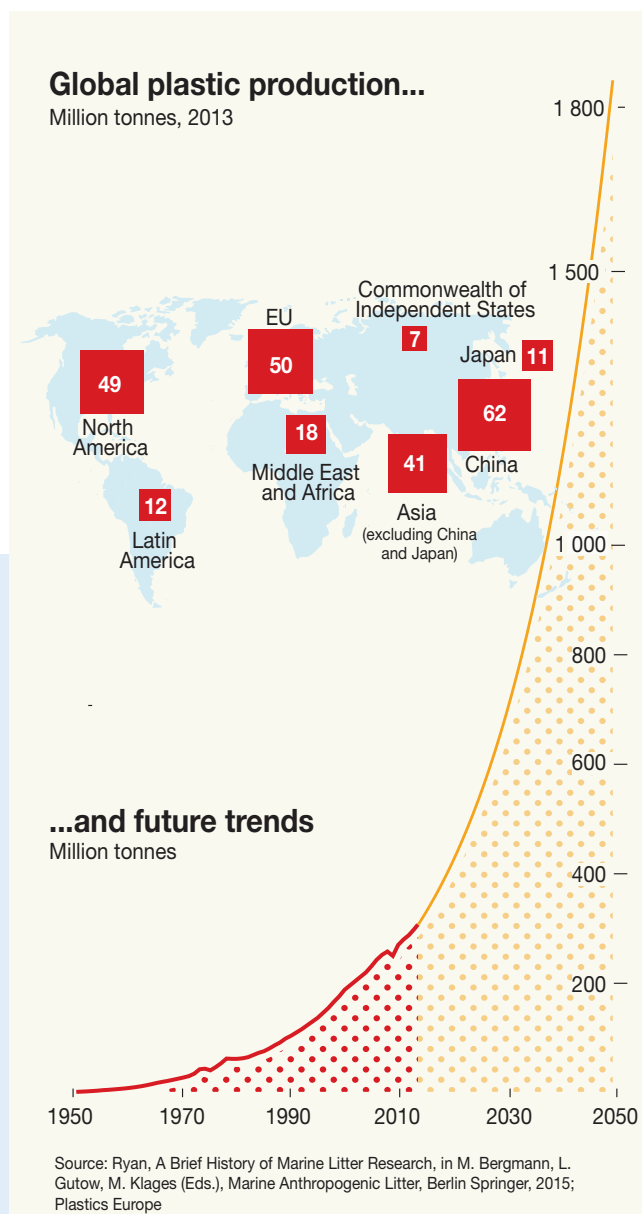 Global plastic production...
Million tonnes, 2013
1 800
1 500
Commonwealth of
Independent States
7
EU
50
Japan
11
49
North
America
62
China
18
Middle East
and Africa
41
Asia
(excluding China
and Japan)
12
Latin
America
1 000
800
-
600
...and future trends
Million tonnes
400
200
1950
1970
1990
2010
2030
2050
Source: Ryan, A Brief History of Marine Litter Research, in M. Bergmann, L.
Gutow, M. Klages (Eds.), Marine Anthropogenic Litter, Berlin Springer, 2015;
Plastics Europe